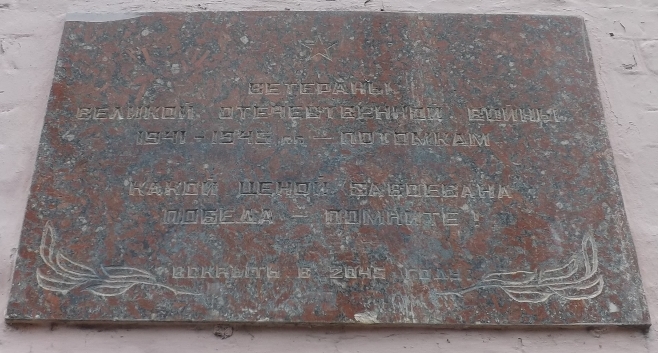 ВЕТЕРАНЫ
ВЕЛИКОЙ ОТЕЧЕСТВЕННОЙ ВОЙНЫ
1941 - 1945 гг. - ПОТОМКАМ
КАКОЙ ЦЕНОЙ ЗАВОЕВАНА
ПОБЕДА - ПОМНИТЕ!
ВСКРЫТЬ В 2045 ГОДУ